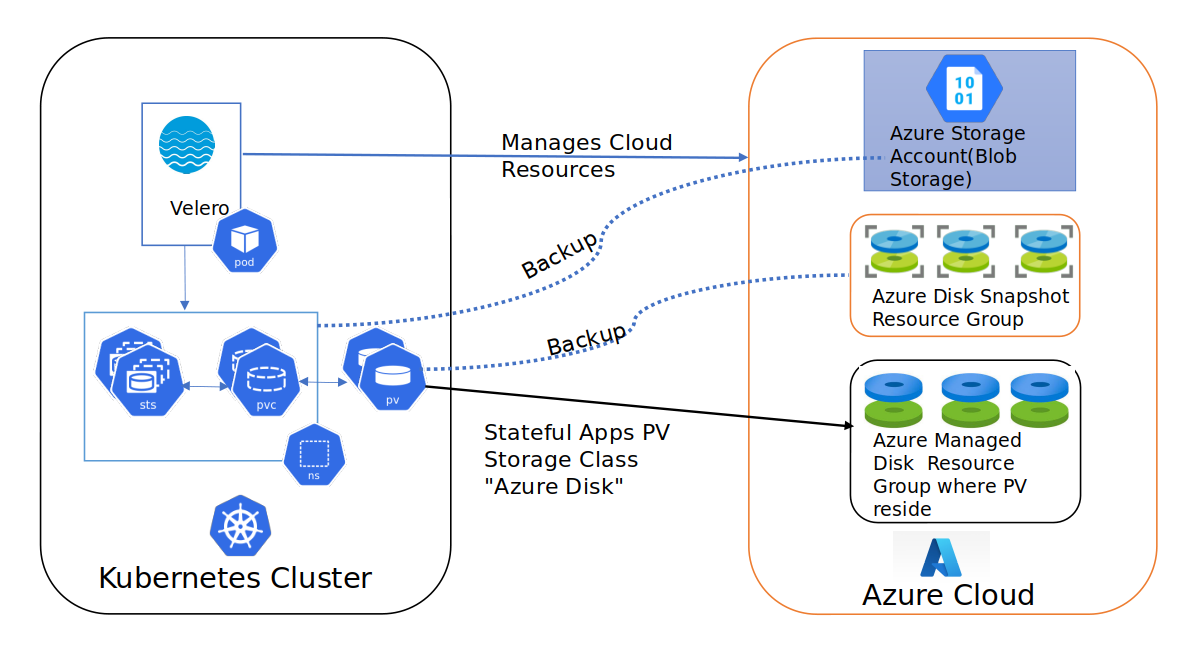 Velero
pod
sts
pvc
pv
ns
Kubernetes Cluster
Manages Cloud
Resources
Backup
Backup
Stateful Apps PV
Storage Class
"Azure Disk"
10
01
Azure Storage
Account(Blob
Storage)
Azure Disk Snapshot
Resource Group
Azure Managed
Disk  Resource
Group where PV
reside
Azure Cloud